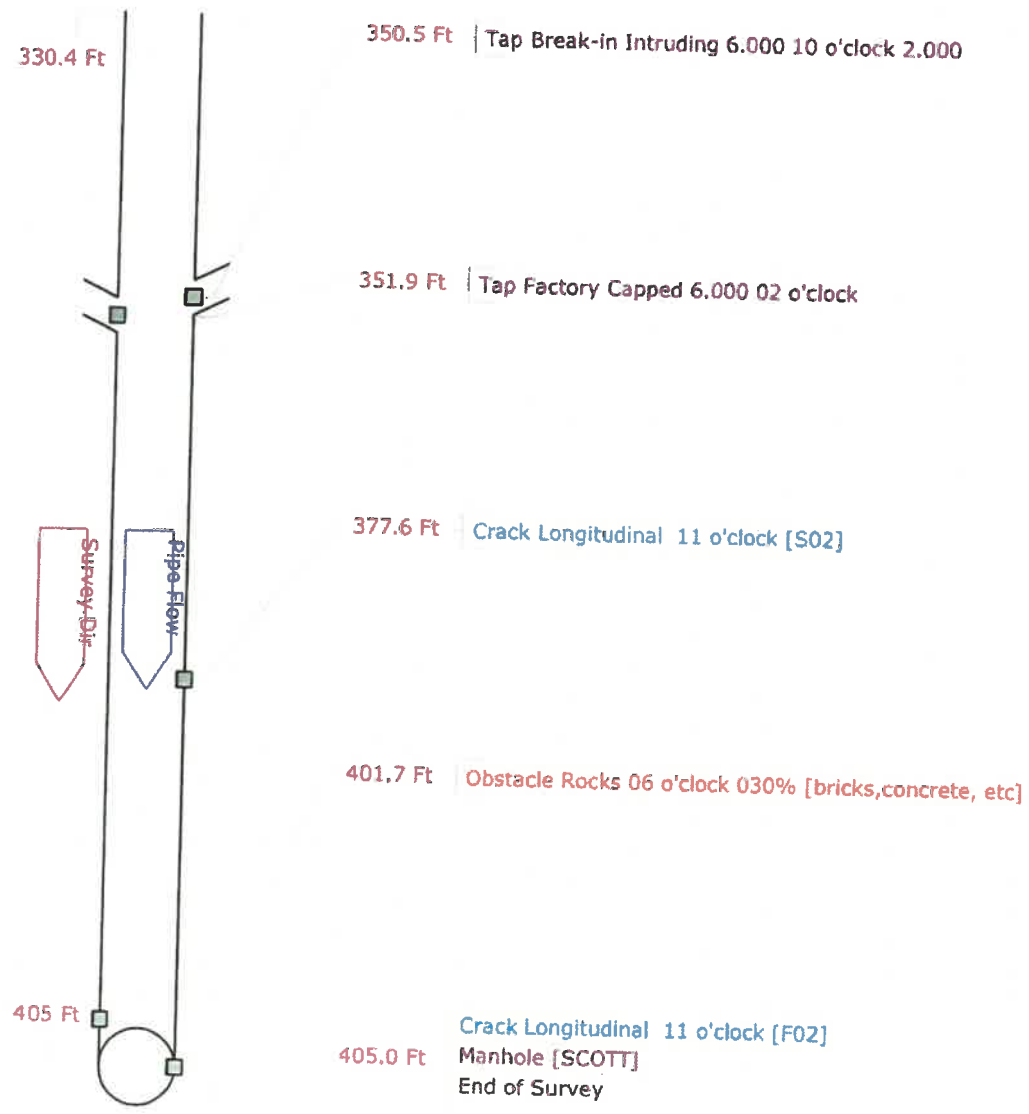 330.4 Ft
350.5 Ft Tap Break-in Intruding 6.000 10 o'clock 2.000
351.9 Ft Tap Factory Capped 6.000 02 o'clock
377.6 Ft Crack Longitudinal 11 o'clock [S02]
Survey Dir
Pipe Flow
401.7 Ft Obstacle Rocks 06 o'clock 030% [bricks,concrete, etc]
405 Ft
Crack Longitudinal 11 o'clock [F02]
405.0 Ft Manhole [SCOTT]
End of Survey